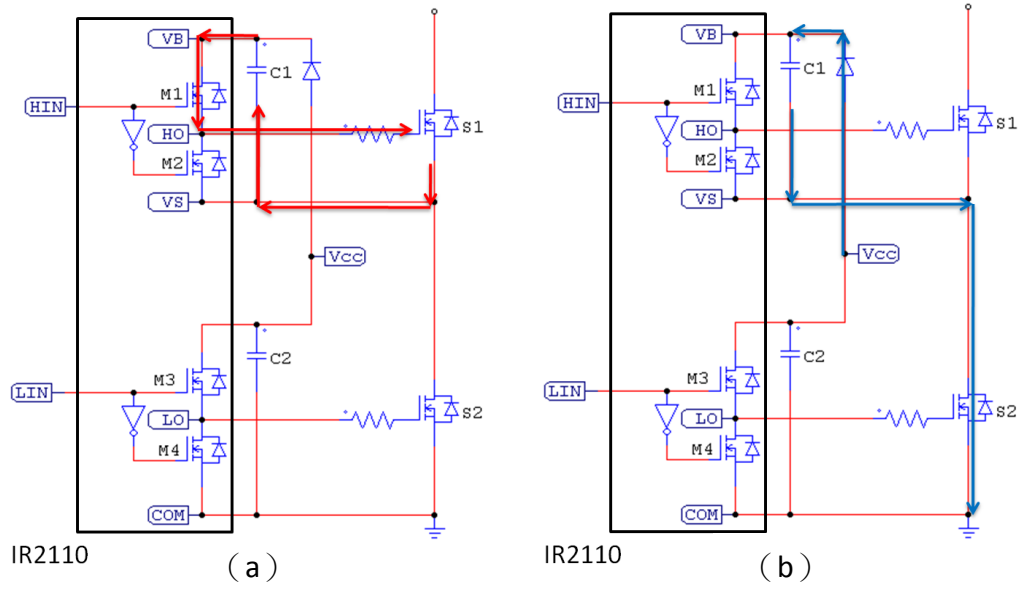 VB
C1
M1
HIN
HO
S1
M2
VS
Vcc
C2
M3
LIN
LO
S2
M4
COM
IR2110
（a）
VB
C1
M1
HIN
HO
S1
M2
VS
Vcc
C2
M3
LIN
LO
S2
M4
COM
IR2110
（b）